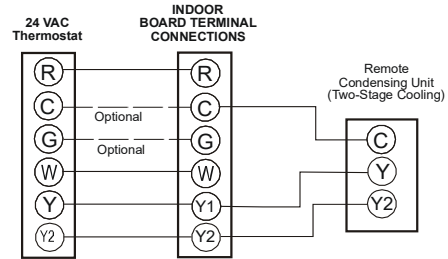 24 VAC
Thermostat
INDOOR
BOARD TERMINAL
CONNECTIONS
Remote
Condensing Unit
(Two-Stage Cooling)
R
R
C
Optional
C
G
Optional
G
W
W
Y
Y1
Y2
Y2
C
Y
Y2